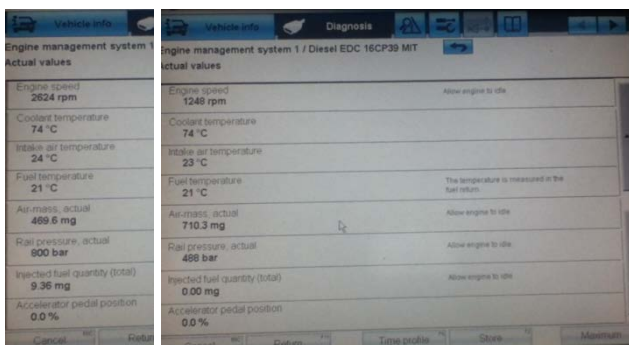 Vehicle info
Engine management system 1
Actual values
Engine speed
2624 rpm
Coolant temperature
74 °C
Intake air temperature
24 °C
Fuel temperature
21 °C
Air-mass, actual
469.6 mg
Rail pressure, actual
800 bar
Injected fuel quantity (total)
9.36 mg
Accelerator pedal position
0.0 %
Cancel
Vehicle info
Diagnosis
Engine management system 1 / Diesel EDC 16CP39 MIT
Actual values
Engine speed
1248 rpm
Allow engine to idle
Coolant temperature
74 °C
Intake air temperature
23 °C
Fuel temperature
21 °C
The temperature is measured in the
fuel return.
Air-mass, actual
710.3 mg
Allow engine to idle
Rail pressure, actual
488 bar
Allow engine to idle
Injected fuel quantity (total)
0.00 mg
Allow engine to idle
Accelerator pedal position
0.0 %
Cancel
Return
Time profile
Store
Maximum